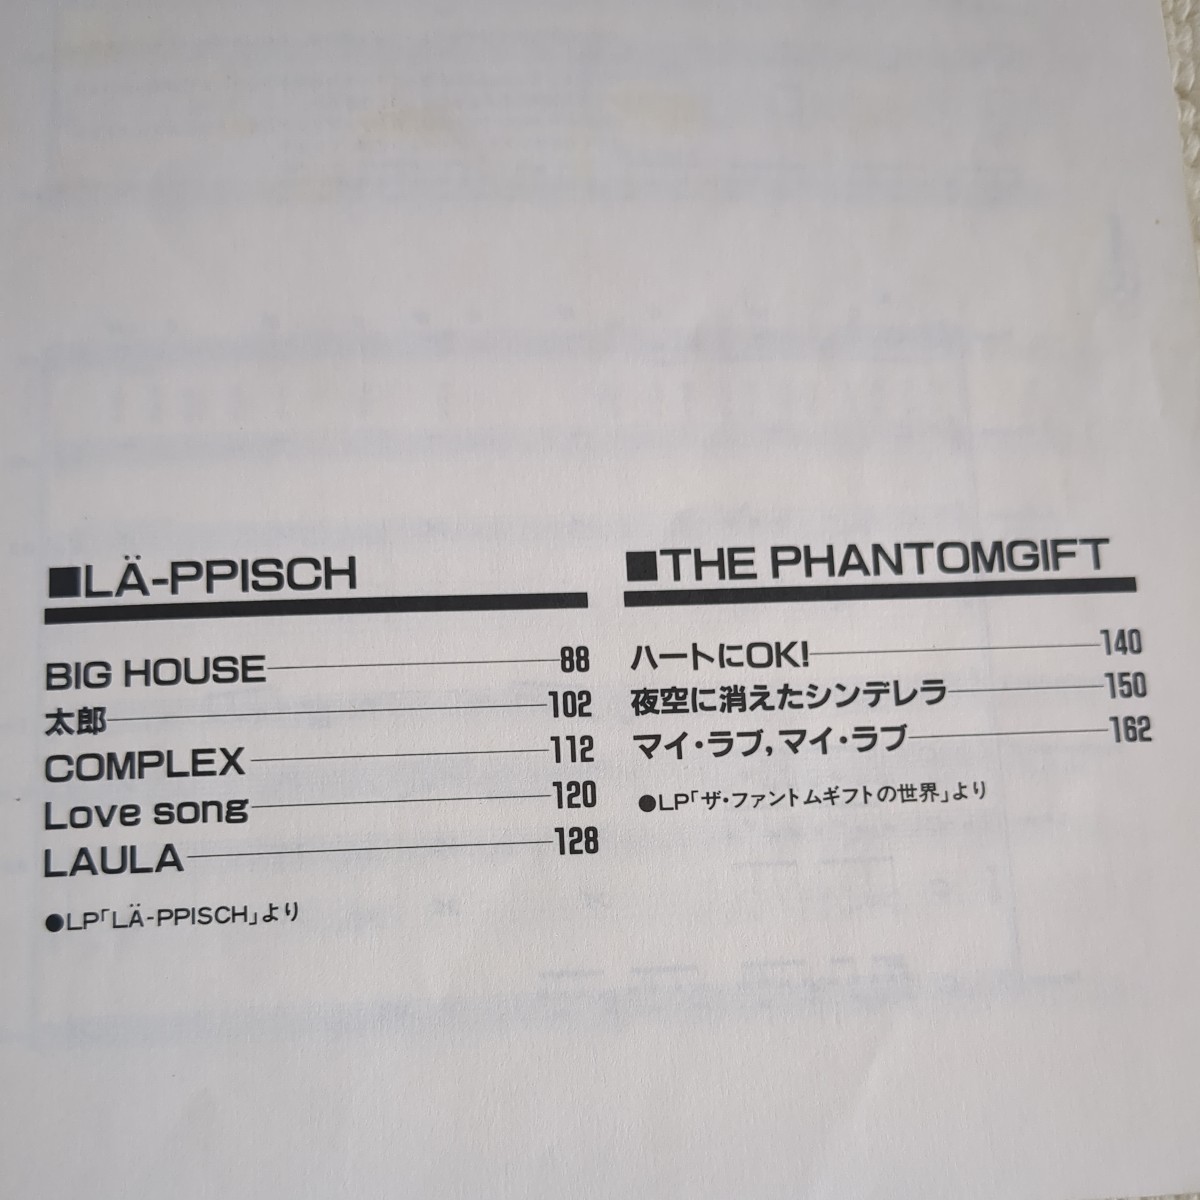 ■LÄ-PPISCH
BIG HOUSE 88
太郎 102
COMPLEX 112
Love song 120
LAULA 128
●LP「LÄ-PPISCH」より
■THE PHANTOMGIFT
ハートにOK! 140
夜空に消えたシンデレラ 150
マイ・ラブ,マイ・ラブ 162
●LP「ザ・ファントムギフトの世界」より